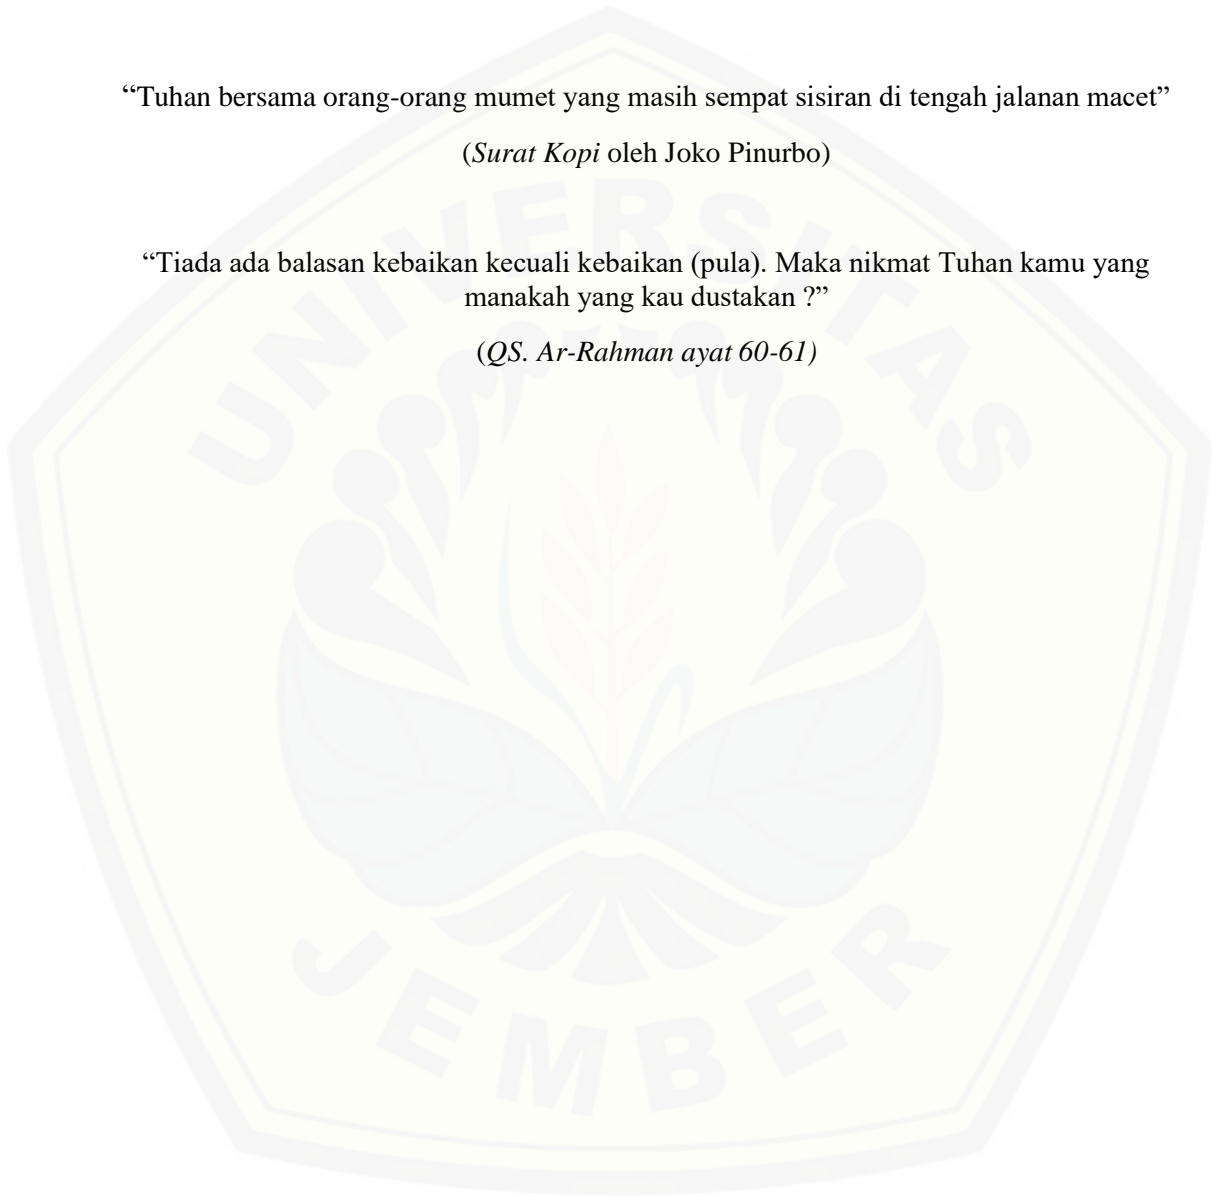 “Tuhan bersama orang-orang mumet yang masih sempat sisiran di tengah jalanan macet”
(Surat Kopi oleh Joko Pinurbo)
“Tiada ada balasan kebaikan kecuali kebaikan (pula). Maka nikmat Tuhan kamu yang
manakah yang kau dustakan ?”
(QS. Ar-Rahman ayat 60-61)
UNIVERSITAS
JEMBER